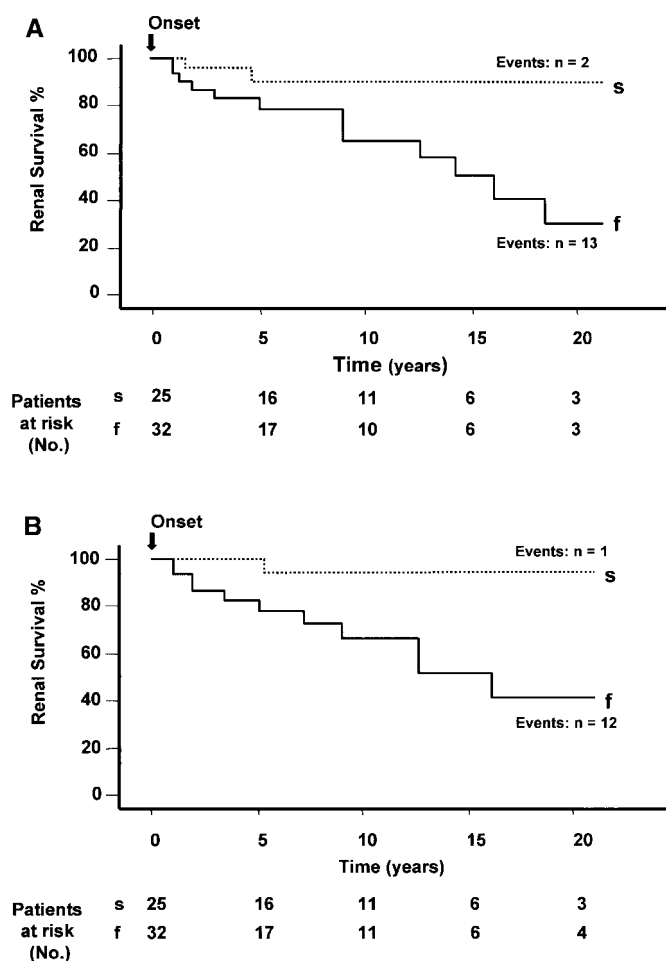 A
Onset
Renal Survival %
100
80
60
40
20
0
Events: n = 2
s
f
Events: n = 13
0 5 10 15 20
Time (years)
Patients at risk (No.)
s 25 16 11 6 3
f 32 17 10 6 3
B
Onset
Renal Survival %
100
80
60
40
20
0
Events: n = 1
s
f
Events: n = 12
0 5 10 15 20
Time (years)
Patients at risk (No.)
s 25 16 11 6 3
f 32 17 11 6 4